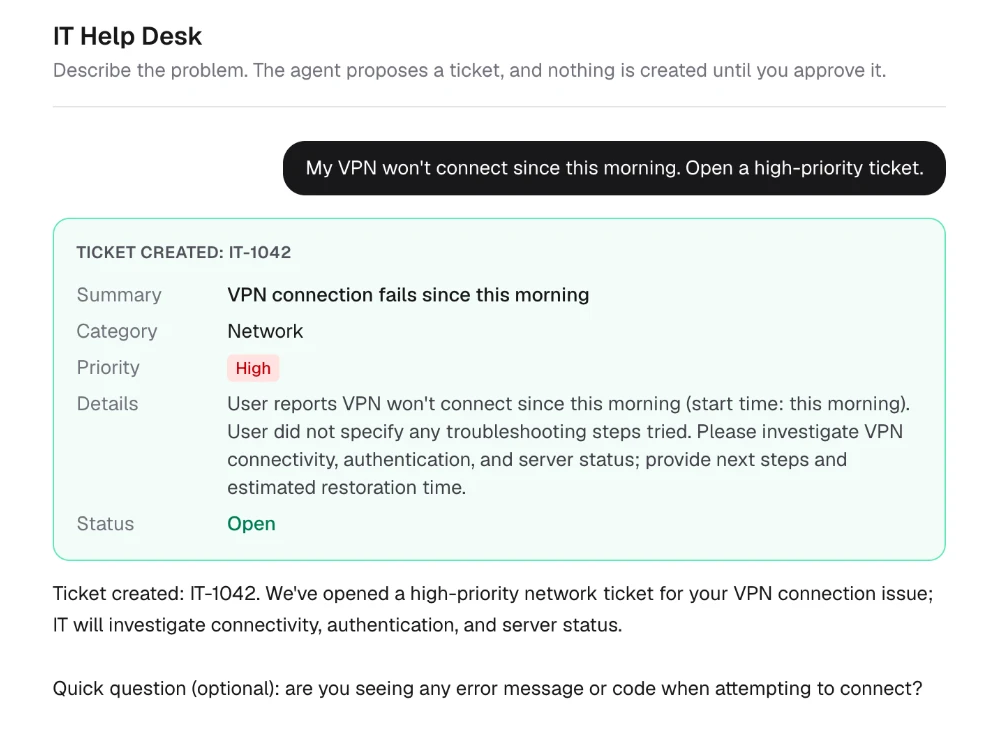 IT Help Desk
Describe the problem. The agent proposes a ticket, and nothing is created until you approve it.
My VPN won't connect since this morning. Open a high-priority ticket.
TICKET CREATED: IT-1042
Summary VPN connection fails since this morning
Category Network
Priority High
Details User reports VPN won't connect since this morning (start time: this morning).
User did not specify any troubleshooting steps tried. Please investigate VPN
connectivity, authentication, and server status; provide next steps and
estimated restoration time.
Status Open
Ticket created: IT-1042. We've opened a high-priority network ticket for your VPN connection issue;
IT will investigate connectivity, authentication, and server status.
Quick question (optional): are you seeing any error message or code when attempting to connect?